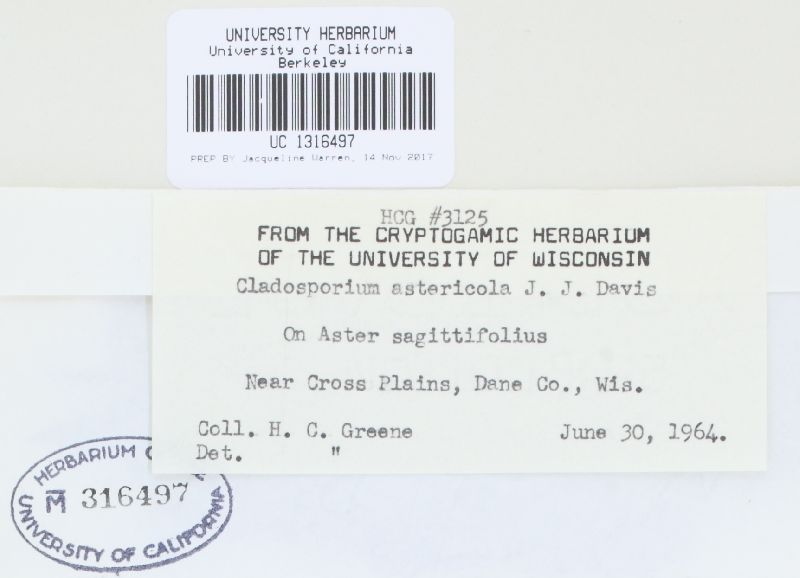 UNIVERSITY HERBARIUM
University of California
Berkeley
UC 1316497
PREP BY Jacqueline Warren, 14 Nov 2017
HCG #3125
FROM THE CRYPTOGAMIC HERBARIUM
OF THE UNIVERSITY OF WISCONSIN
Cladosporium astericola J. J. Davis
On Aster sagittifolius
Near Cross Plains, Dane Co., Wis.
Coll. H. C. Greene June 30, 1964.
Det. "
HERBARIUM
M 316497
UNIVERSITY OF CALIFORNIA